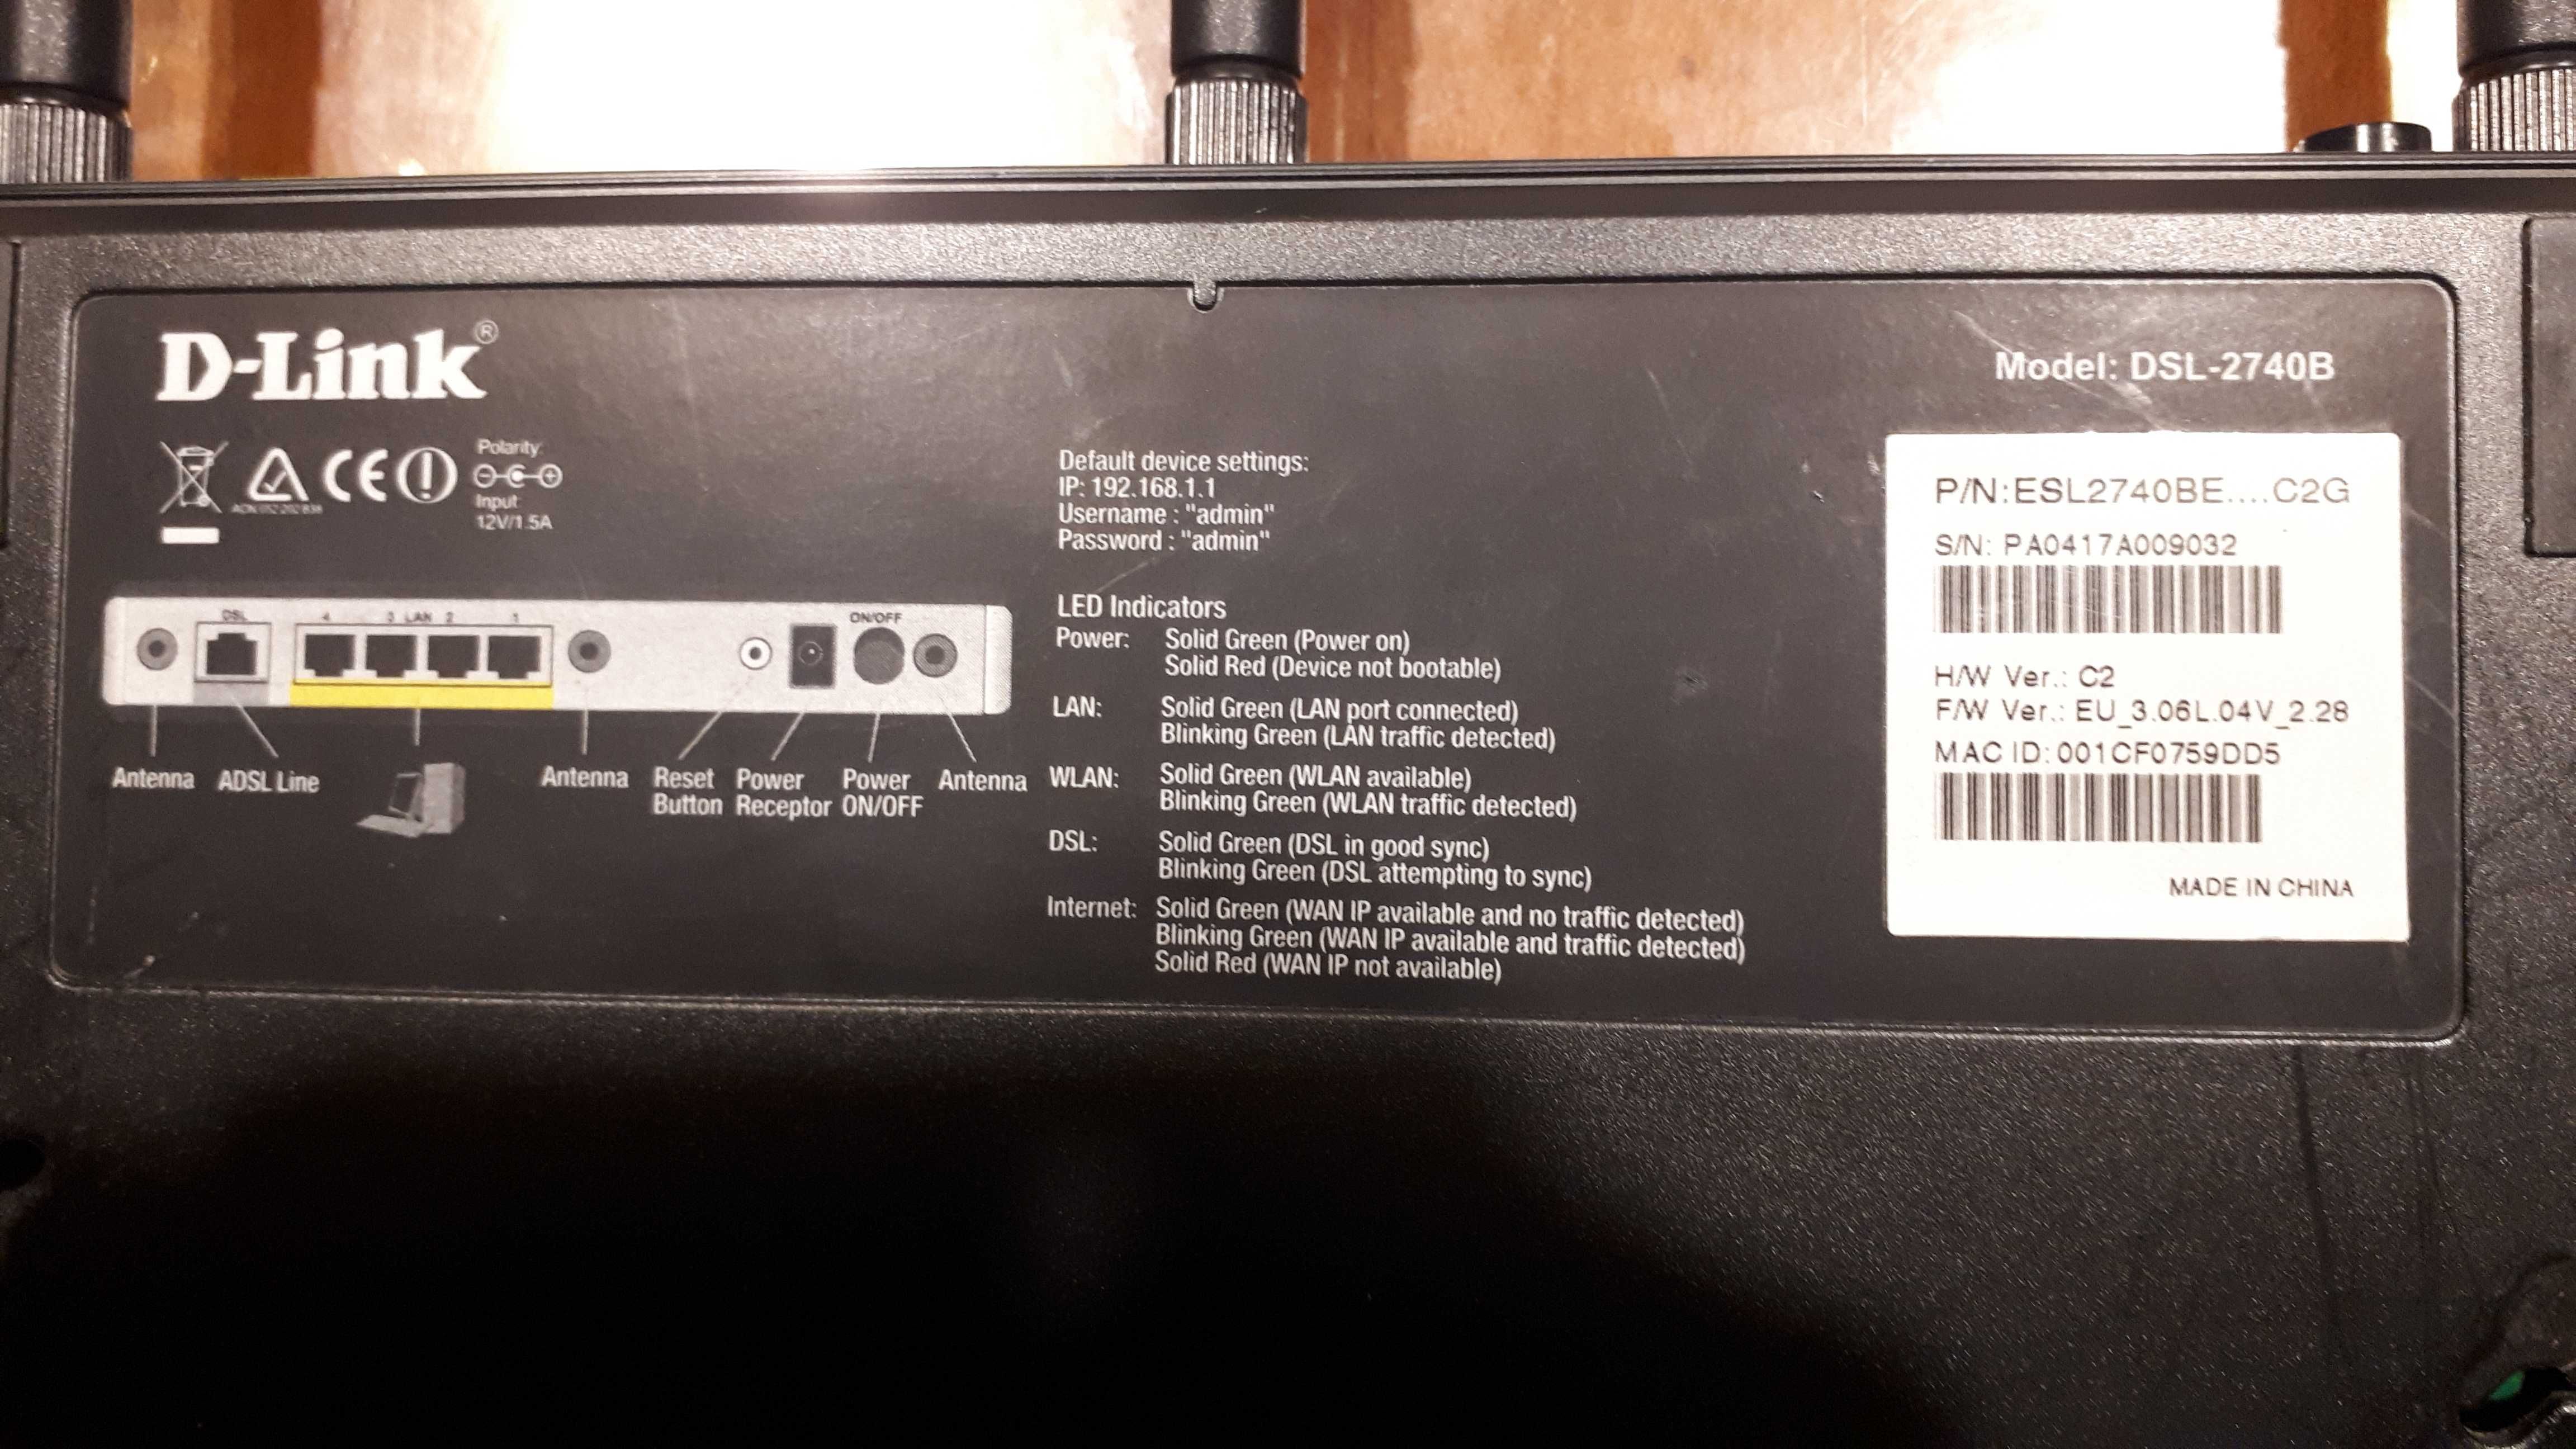 D-Link®
Model: DSL-2740B
Polarity:
Input:
12V/1.5A
DSL
4 3 LAN 2 1
ON/OFF
Antenna
ADSL Line
Antenna
Reset
Button
Power
Receptor
Power
ON/OFF
Antenna
Default device settings:
IP: 192.168.1.1
Username : "admin"
Password : "admin"
LED Indicators
Power: Solid Green (Power on)
Solid Red (Device not bootable)
LAN: Solid Green (LAN port connected)
Blinking Green (LAN traffic detected)
WLAN: Solid Green (WLAN available)
Blinking Green (WLAN traffic detected)
DSL: Solid Green (DSL in good sync)
Blinking Green (DSL attempting to sync)
Internet: Solid Green (WAN IP available and no traffic detected)
Blinking Green (WAN IP available and traffic detected)
Solid Red (WAN IP not available)
P/N:ESL2740BE....C2G
S/N: PA0417A009032
H/W Ver.: C2
F/W Ver.: EU_3.06L.04V_2.28
MAC ID: 001CF0759DD5
MADE IN CHINA